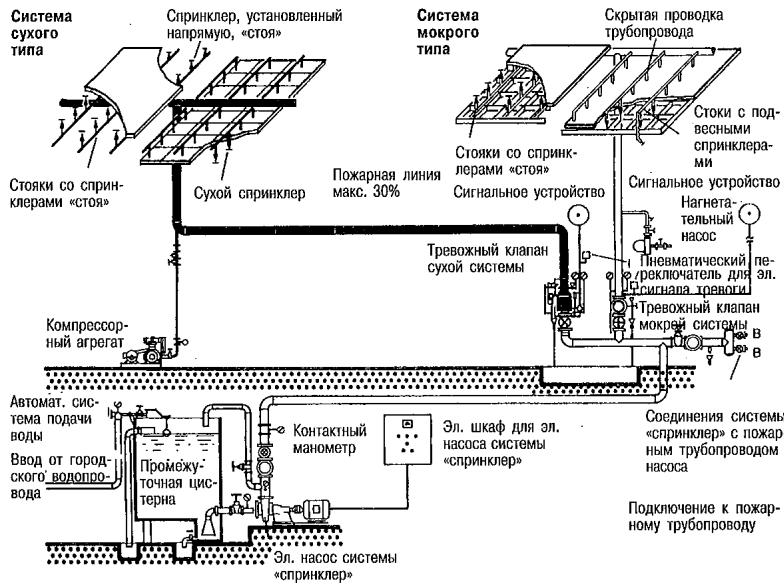 Система
сухого
типа
Спринклер, установленный
напрямую, «стоя»
Система
мокрого
типа
Скрытая проводка
трубопровода
Стояки со сприн-
клерами «стоя»
Сухой спринклер
Пожарная линия
макс. 30%
Стояки со спринк-
лерами «стоя»
Стоки с под-
весными
спринклера-
ми
Сигнальное устройство
Сигнальное устройство
Нагнета-
тельный
насос
Тревожный клапан
сухой системы
Пневматический пе-
реключатель для эл.
сигнала тревоги
Тревожный клапан
мокрей системы
Компрессор-
ный агрегат
В
В
Автомат. сис-
тема подачи
воды
Ввод от город-
ского водопро-
вода
Промежу-
точная цис-
терна
Контактный
манометр
Эл. шкаф для эл.
насоса системы
«спринклер»
Соединения системы
«спринклер» с пожар-
ным трубопроводом
насоса
Подключение к пожар-
ному трубопроводу
Эл. насос системы
«спринклер»